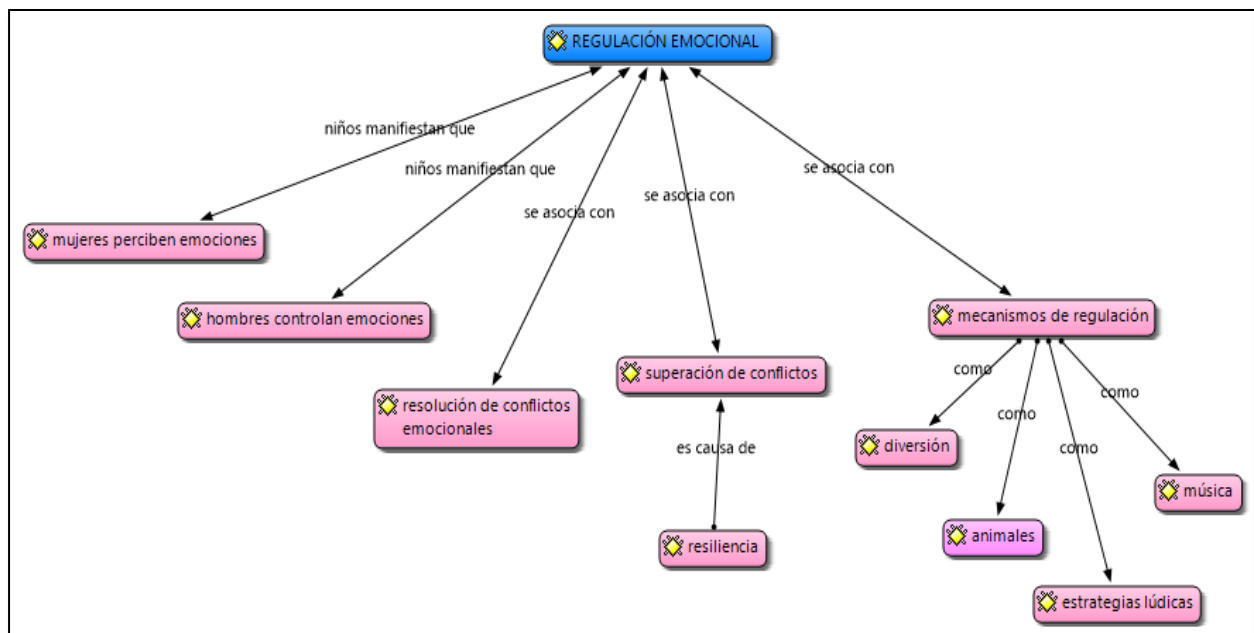 REGULACIÓN EMOCIONAL
niños manifiestan que
niños manifiestan que
se asocia con
se asocia con
se asocia con
mujeres perciben emociones
hombres controlan emociones
mecanismos de regulación
superación de conflictos
resolución de conflictos
emocionales
como
como
como
como
es causa de
diversión
música
resiliencia
animales
estrategias lúdicas